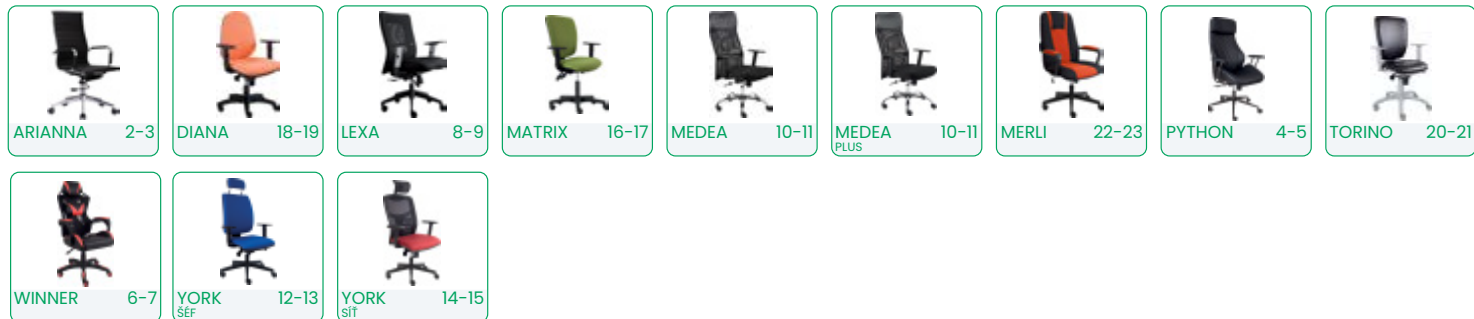 ARIANNA 2-3
DIANA 18-19
LEXA 8-9
MATRIX 16-17
MEDEA 10-11
MEDEA 10-11
PLUS
MERLI 22-23
PYTHON 4-5
TORINO 20-21
WINNER 6-7
YORK 12-13
ŠÉF
YORK 14-15
SÍŤ